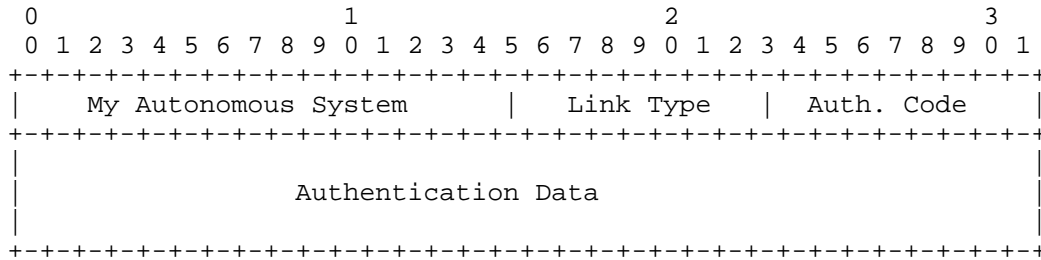 0                   1                   2                   3
 0 1 2 3 4 5 6 7 8 9 0 1 2 3 4 5 6 7 8 9 0 1 2 3 4 5 6 7 8 9 0 1
+-+-+-+-+-+-+-+-+-+-+-+-+-+-+-+-+-+-+-+-+-+-+-+-+-+-+-+-+-+-+-+-+
|    My Autonomous System      |   Link Type   |  Auth. Code    |
+-+-+-+-+-+-+-+-+-+-+-+-+-+-+-+-+-+-+-+-+-+-+-+-+-+-+-+-+-+-+-+-+
|                                                               |
|                 Authentication Data                           |
|                                                               |
+-+-+-+-+-+-+-+-+-+-+-+-+-+-+-+-+-+-+-+-+-+-+-+-+-+-+-+-+-+-+-+-+